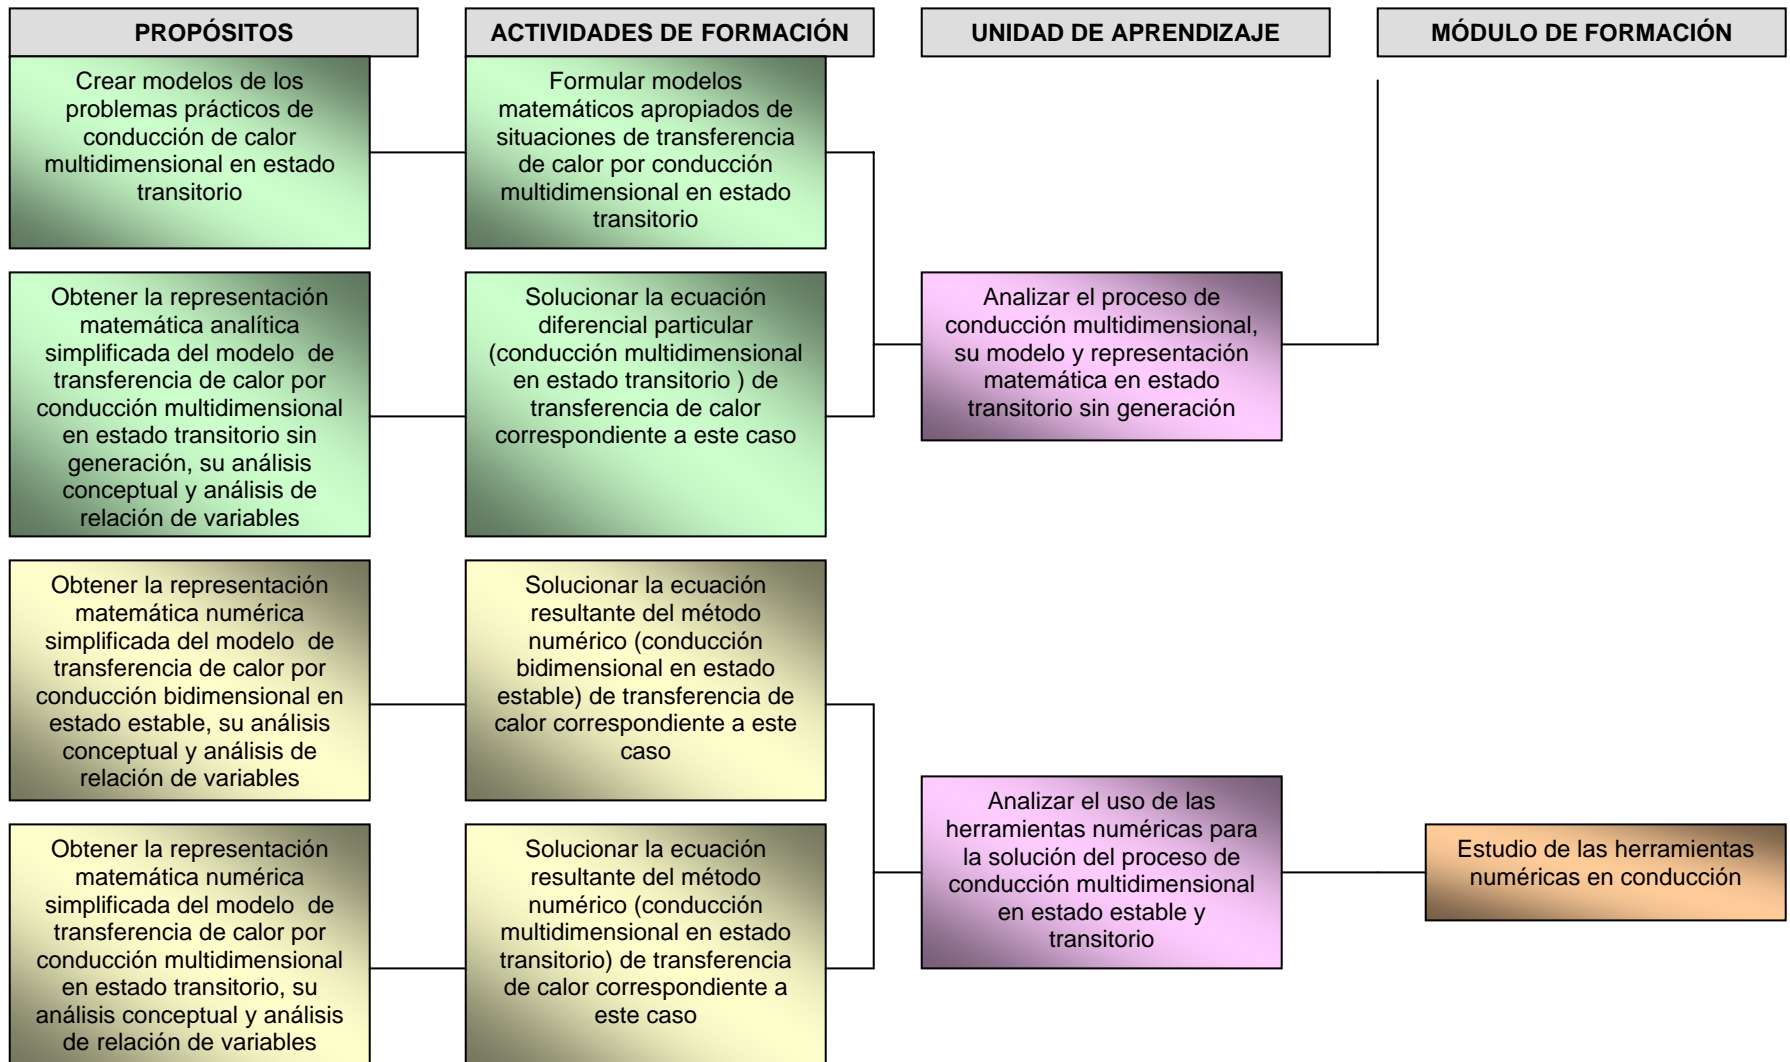 PROPÓSITOS
ACTIVIDADES DE FORMACIÓN
UNIDAD DE APRENDIZAJE
MÓDULO DE FORMACIÓN
Crear modelos de los
problemas prácticos de
conducción de calor
multidimensional en estado
transitorio
Formular modelos
matemáticos apropiados de
situaciones de transferencia
de calor por conducción
multidimensional en estado
transitorio
Obtener la representación
matemática analítica
simplificada del modelo de
transferencia de calor por
conducción multidimensional
en estado transitorio sin
generación, su análisis
conceptual y análisis de
relación de variables
Solucionar la ecuación
diferencial particular
(conducción multidimensional
en estado transitorio ) de
transferencia de calor
correspondiente a este caso
Analizar el proceso de
conducción multidimensional,
su modelo y representación
matemática en estado
transitorio sin generación
Obtener la representación
matemática numérica
simplificada del modelo de
transferencia de calor por
conducción bidimensional en
estado estable, su análisis
conceptual y análisis de
relación de variables
Solucionar la ecuación
resultante del método
numérico (conducción
bidimensional en estado
estable) de transferencia de
calor correspondiente a este
caso
Obtener la representación
matemática numérica
simplificada del modelo de
transferencia de calor por
conducción multidimensional
en estado transitorio, su
análisis conceptual y análisis
de relación de variables
Solucionar la ecuación
resultante del método
numérico (conducción
multidimensional en estado
transitorio) de transferencia
de calor correspondiente a
este caso
Analizar el uso de las
herramientas numéricas para
la solución del proceso de
conducción multidimensional
en estado estable y
transitorio
Estudio de las herramientas
numéricas en conducción